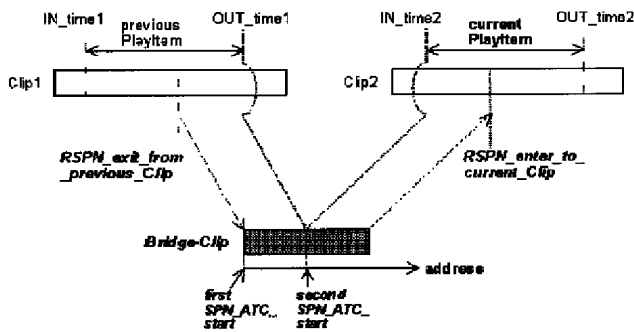 IN_time1
OUT_time1
IN_time2
OUT_time2
previous
PlayItem
current
PlayItem
Clip1
Clip2
RSPN_exit_from
_previous_Clip
RSPN_enter_to_
current_Clip
Bridge-Clip
address
first
SPN_ATC_
start
second
SPN_ATC_
start